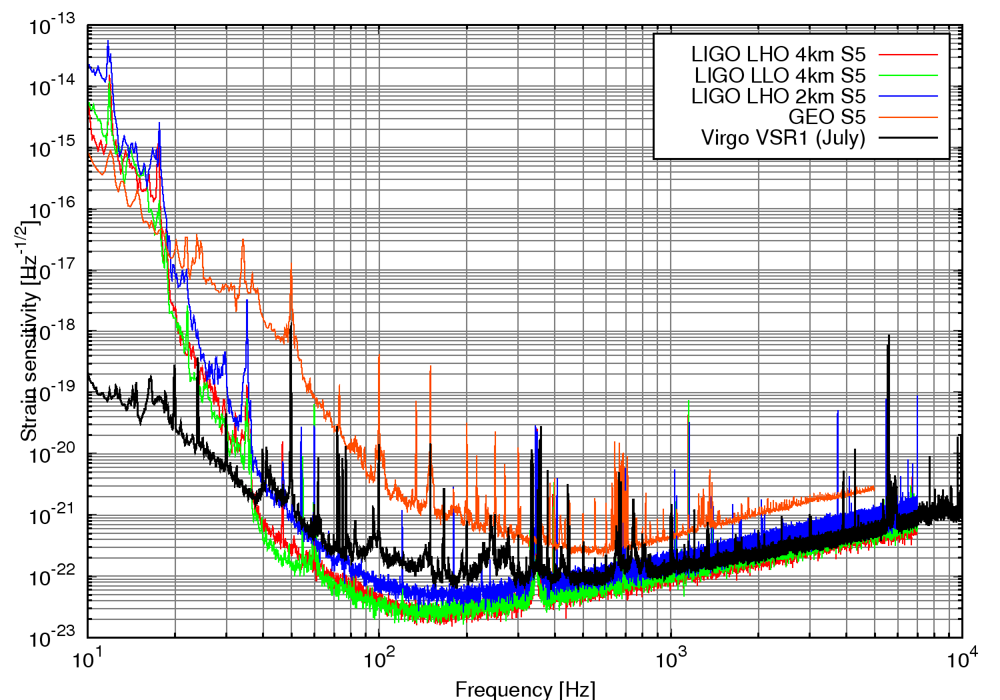 10^-13
10^-14
10^-15
10^-16
10^-17
10^-18
10^-19
10^-20
10^-21
10^-22
10^-23
Strain sensitivity [Hz^-1/2]
LIGO LHO 4km S5
LIGO LLO 4km S5
LIGO LHO 2km S5
GEO S5
Virgo VSR1 (July)
10^1 10^2 10^3 10^4
Frequency [Hz]